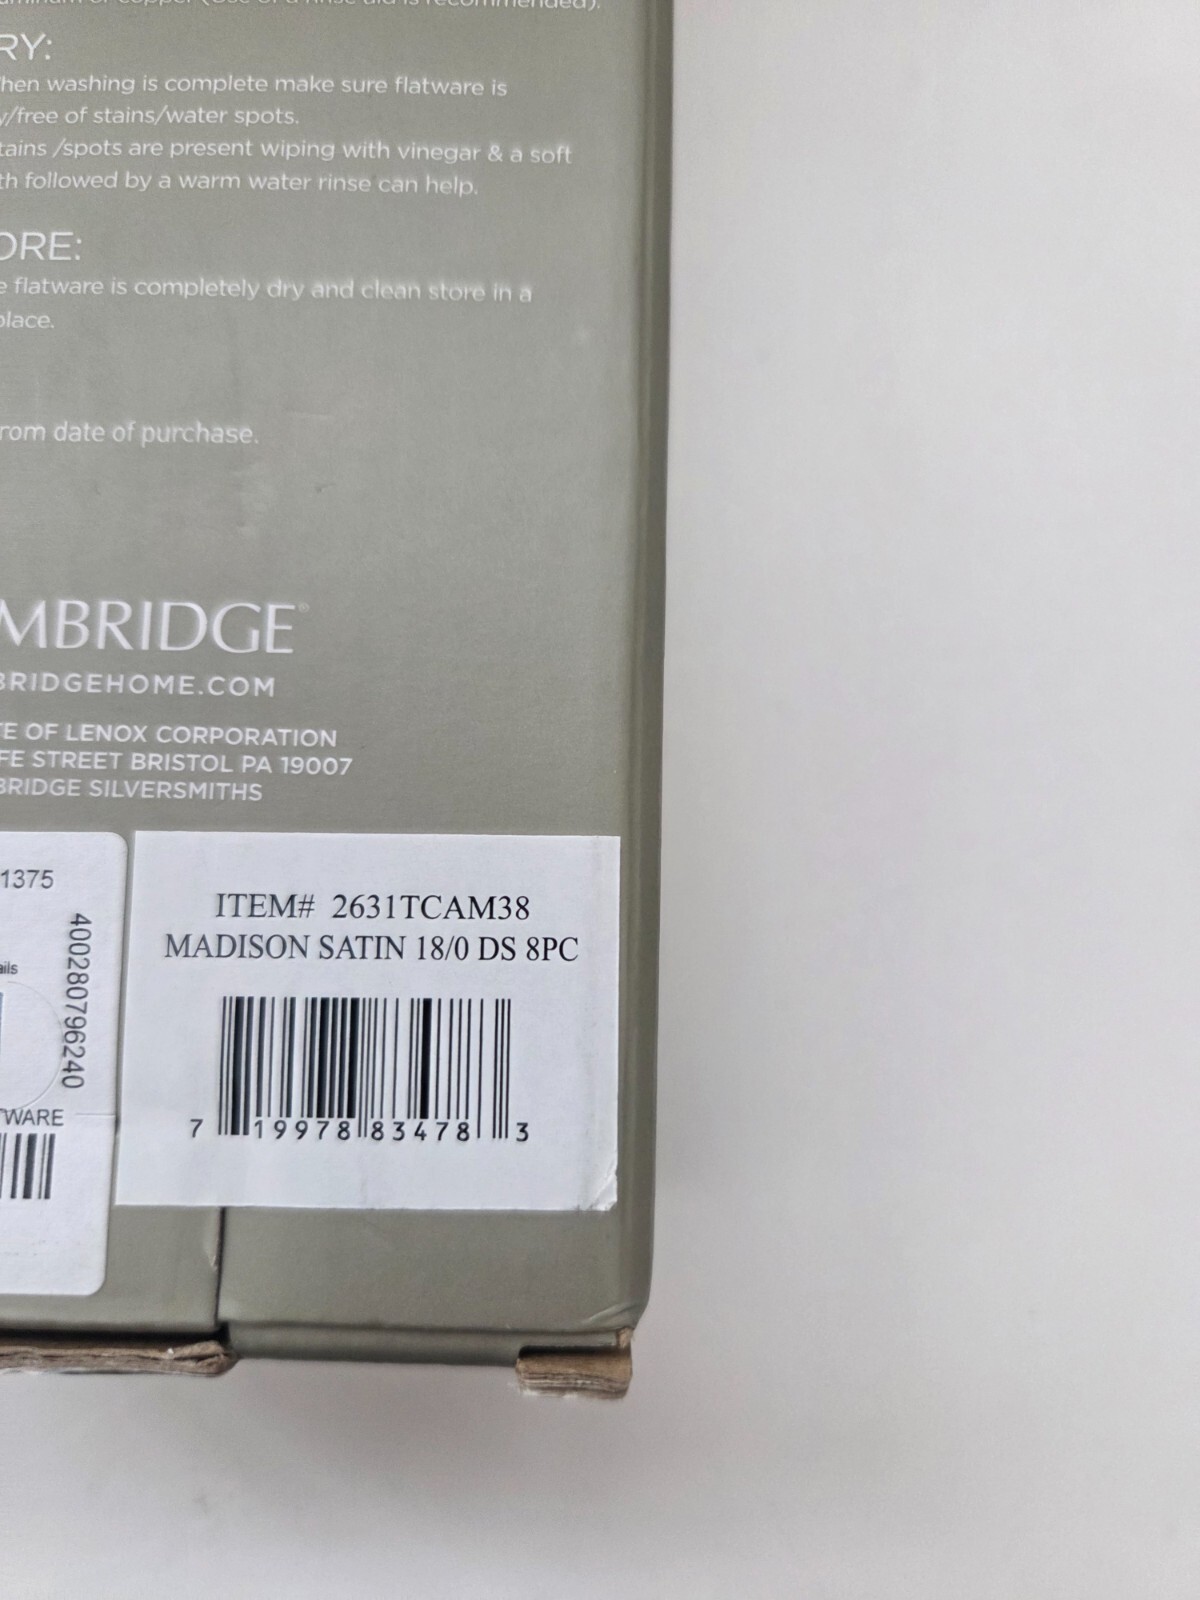 RY:
hen washing is complete make sure flatware is
y/free of stains/water spots.
tains /spots are present wiping with vinegar & a soft
th followed by a warm water rinse can help.
ORE:
e flatware is completely dry and clean store in a
place.
rom date of purchase.
MBRIDGE®
BRIDGEHOME.COM
TE OF LENOX CORPORATION
FE STREET BRISTOL PA 19007
BRIDGE SILVERSMITHS
1375
ails
400280796240
WARE
ITEM# 2631TCAM38
MADISON SATIN 18/0 DS 8PC
7 19978 83478 3